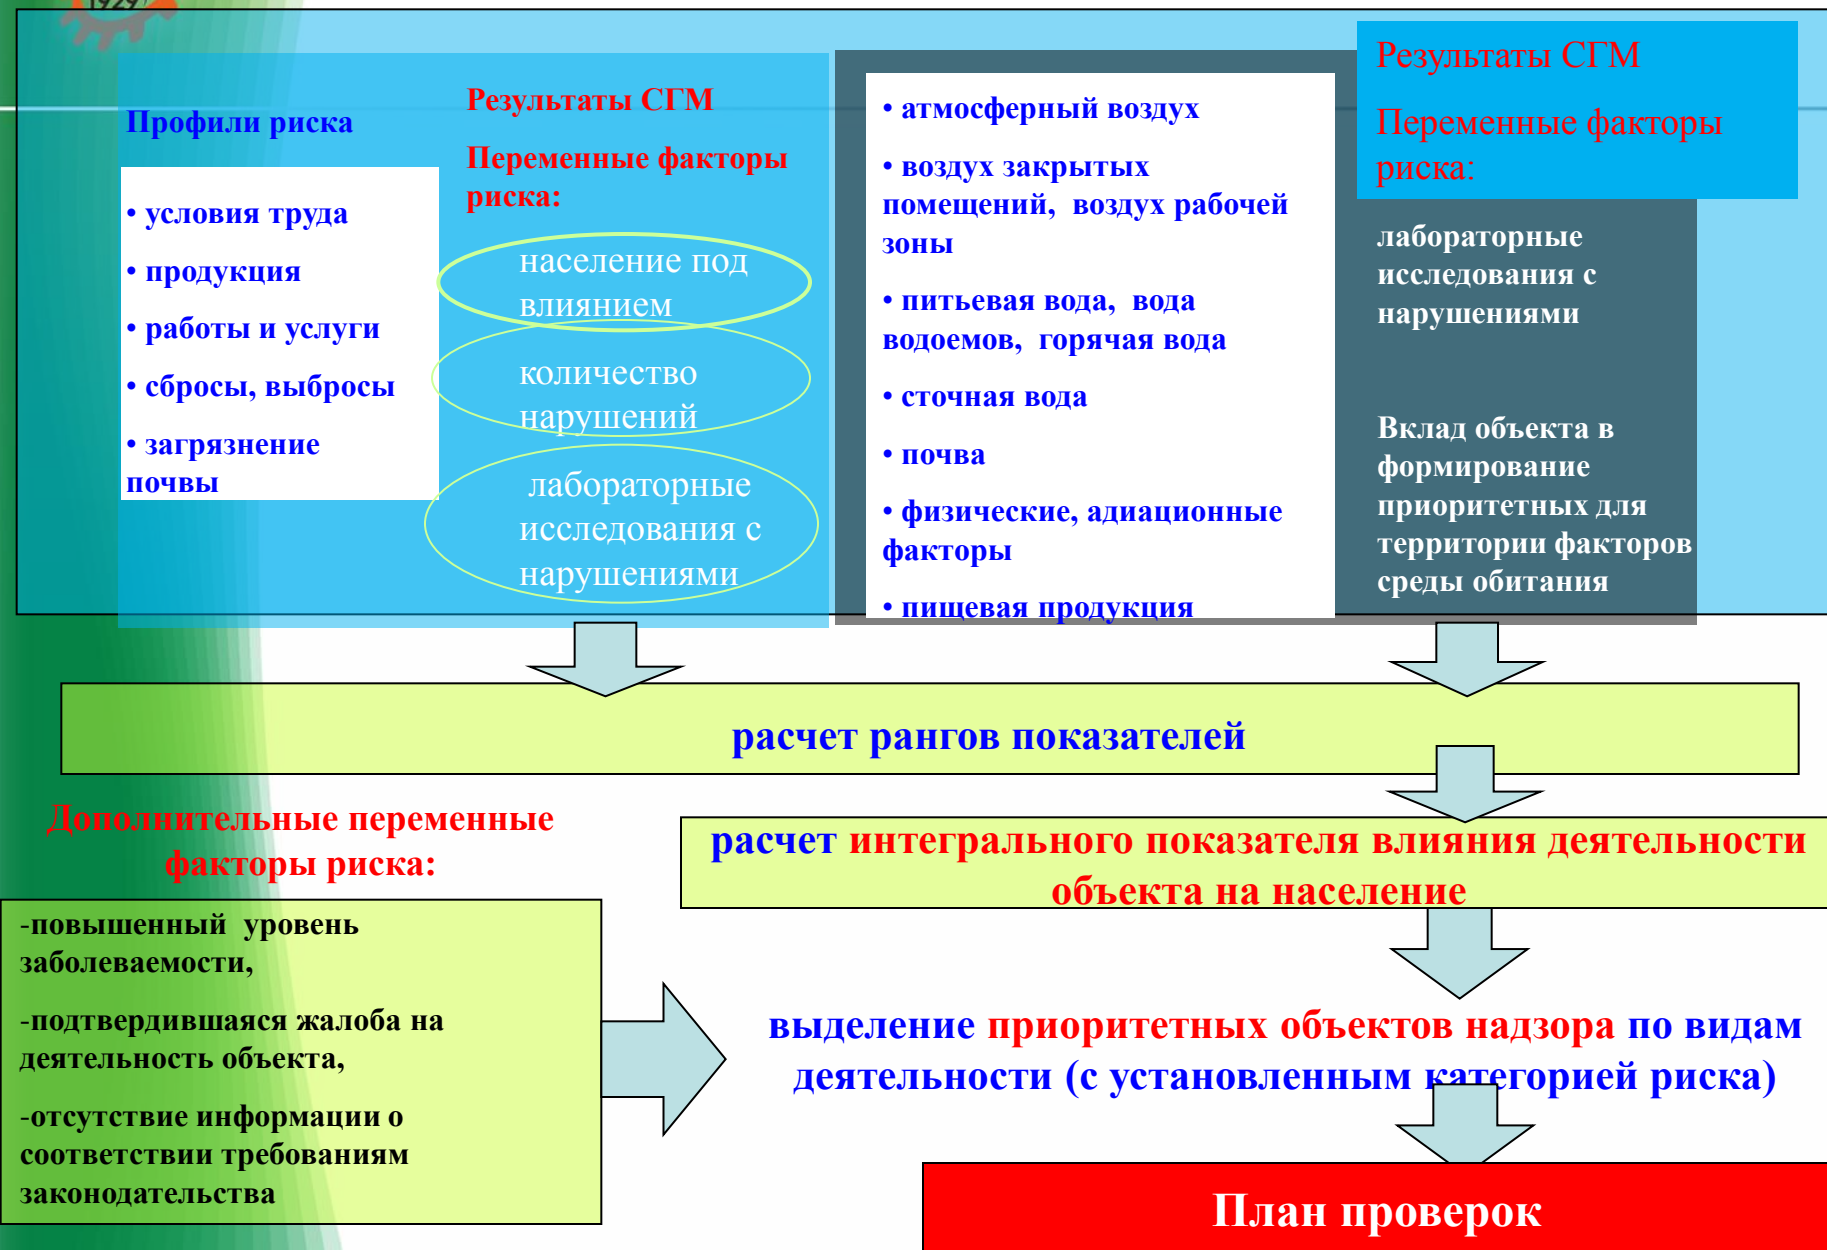 1929
Профили риска
• условия труда
• продукция
• работы и услуги
• сбросы, выбросы
• загрязнение
почвы
Результаты СГМ
Переменные факторы
риска:
население под
влиянием
количество
нарушений
лабораторные
исследования с
нарушениями
• атмосферный воздух
• воздух закрытых
помещений, воздух рабочей
зоны
• питьевая вода, вода
водоемов, горячая вода
• сточная вода
• почва
• физические, адиационные
факторы
• пищевая продукция
Результаты СГМ
Переменные факторы
риска:
лабораторные
исследования с
нарушениями
Вклад объекта в
формирование
приоритетных для
территории факторов
среды обитания
расчет рангов показателей
Дополнительные переменные
факторы риска:
-повышенный уровень
заболеваемости,
-подтвердившаяся жалоба на
деятельность объекта,
-отсутствие информации о
соответствии требованиям
законодательства
расчет интегрального показателя влияния деятельности
объекта на население
выделение приоритетных объектов надзора по видам
деятельности (с установленным категорией риска)
План проверок